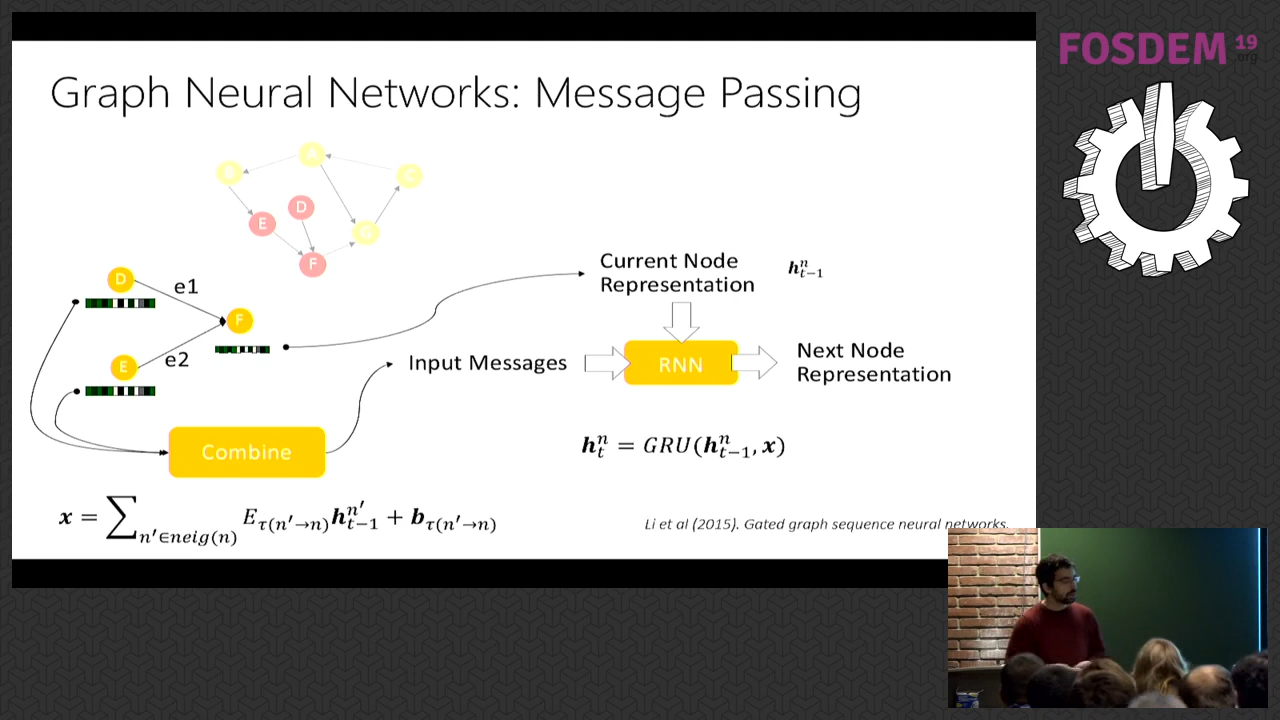 Graph Neural Networks: Message Passing
FOSDEM 19
.org
A
B
C
D
E
G
F
D
e1
F
E
e2
Current Node
Representation
h^n_{t-1}
Input Messages
RNN
Next Node
Representation
Combine
h^n_t = GRU(h^n_{t-1}, x)
x = ∑_{n'∈neig(n)} E_{τ(n'→n)} h^{n'}_{t-1} + b_{τ(n'→n)}
Li et al (2015). Gated graph sequence neural networks.